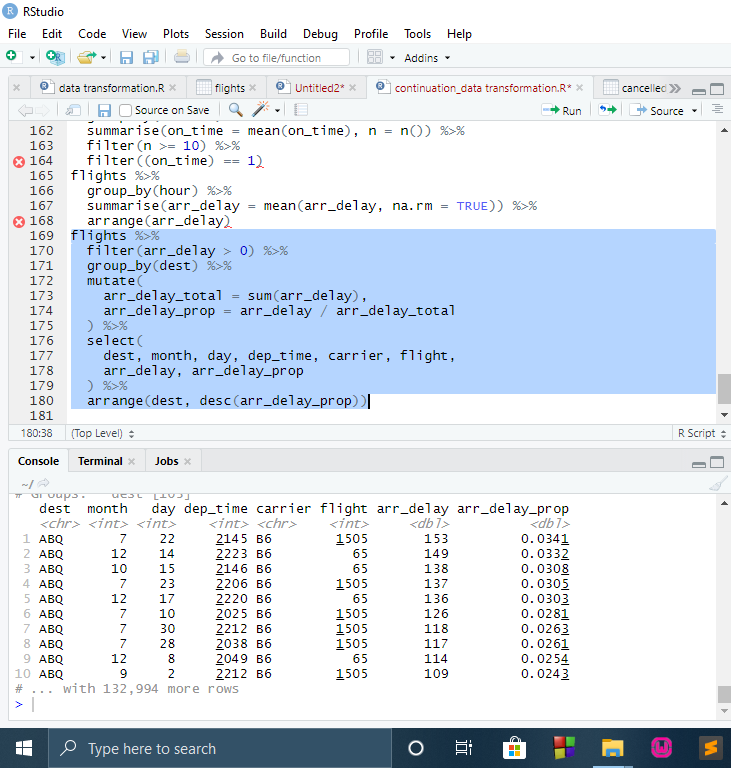 RStudio
File Edit Code View Plots Session Build Debug Profile Tools Help
Go to file/function Addins
data transformation.R flights Untitled2* continuation_data transformation.R* cancelled
Source on Save Run Source
162 summarise(on_time = mean(on_time), n = n()) %>%
163 filter(n >= 10) %>%
164 filter((on_time) == 1)
165 flights %>%
166 group_by(hour) %>%
167 summarise(arr_delay = mean(arr_delay, na.rm = TRUE)) %>%
168 arrange(arr_delay)
169 flights %>%
170 filter(arr_delay > 0) %>%
171 group_by(dest) %>%
172 mutate(
173 arr_delay_total = sum(arr_delay),
174 arr_delay_prop = arr_delay / arr_delay_total
175 ) %>%
176 select(
177 dest, month, day, dep_time, carrier, flight,
178 arr_delay, arr_delay_prop
179 ) %>%
180 arrange(dest, desc(arr_delay_prop))
181
180:38 (Top Level) R Script
Console Terminal Jobs
~/
# Groups: dest [103]
dest month day dep_time carrier flight arr_delay arr_delay_prop
<chr> <int> <int> <int> <chr> <int> <dbl> <dbl>
1 ABQ 7 22 2145 B6 1505 153 0.0341
2 ABQ 12 14 2223 B6 65 149 0.0332
3 ABQ 10 15 2146 B6 65 138 0.0308
4 ABQ 7 23 2206 B6 1505 137 0.0305
5 ABQ 12 17 2220 B6 65 136 0.0303
6 ABQ 7 10 2025 B6 1505 126 0.0281
7 ABQ 7 30 2212 B6 1505 118 0.0263
8 ABQ 7 28 2038 B6 1505 117 0.0261
9 ABQ 12 8 2049 B6 65 114 0.0254
10 ABQ 9 2 2212 B6 1505 109 0.0243
# ... with 132,994 more rows
>
Type here to search